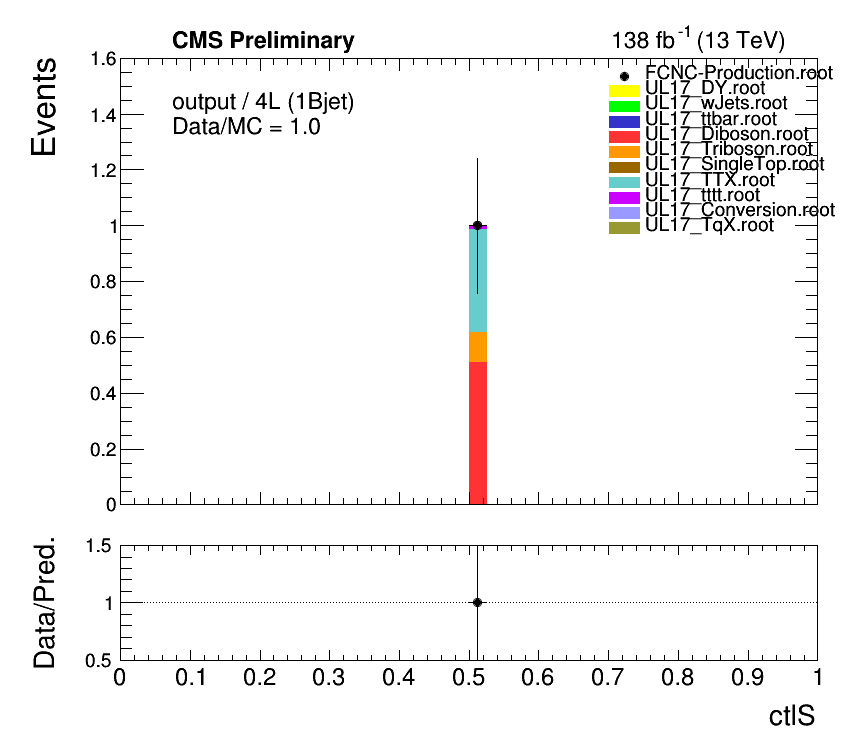 CMS Preliminary
138 fb-1 (13 TeV)
Events
1.6
1.4
1.2
1
0.8
0.6
0.4
0.2
0
output / 4L (1Bjet)
Data/MC = 1.0
FCNC-Production.root
UL17_DY.root
UL17_wJets.root
UL17_ttbar.root
UL17_Diboson.root
UL17_Triboson.root
UL17_SingleTop.root
UL17_TTX.root
UL17_tttt.root
UL17_Conversion.root
UL17_TqX.root
Data/Pred.
1.5
1
0.5
0 0.1 0.2 0.3 0.4 0.5 0.6 0.7 0.8 0.9 1
ctlS